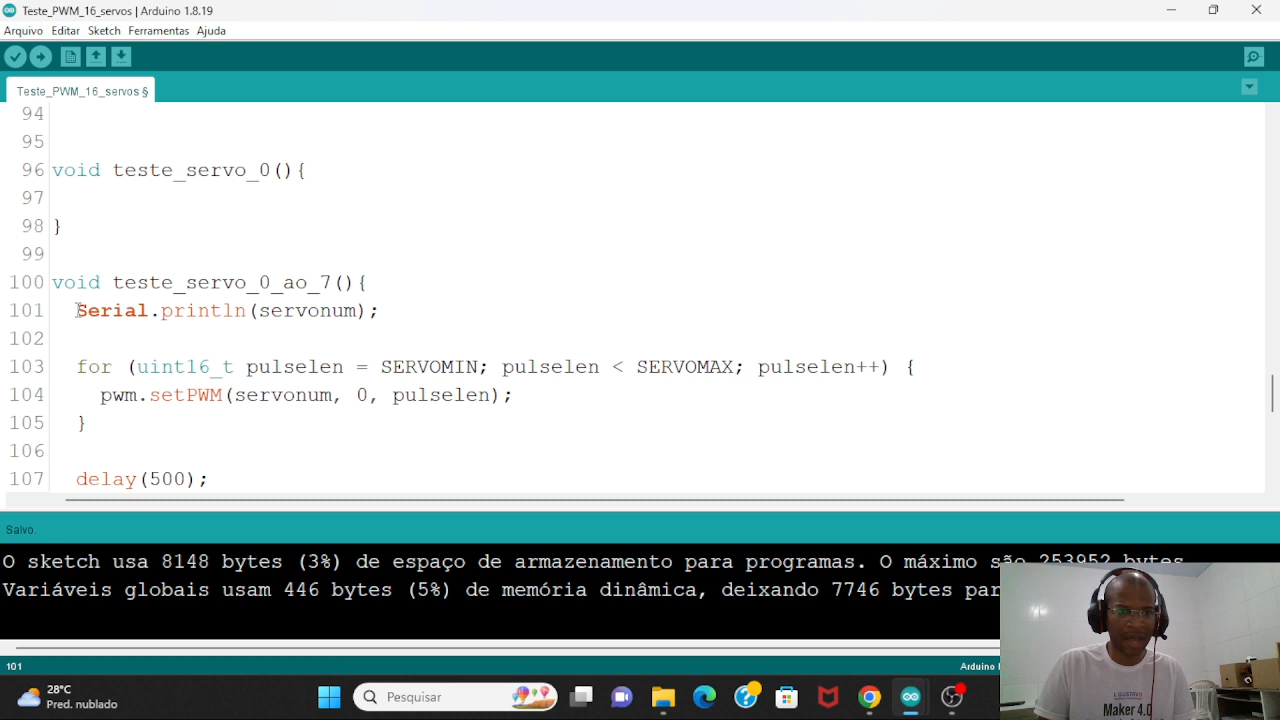 Teste_PWM_16_servos | Arduino 1.8.19
Arquivo Editar Sketch Ferramentas Ajuda
Teste_PWM_16_servos §
94
95
96 void teste_servo_0(){
97
98 }
99
100 void teste_servo_0_ao_7(){
101 Serial.println(servonum);
102
103 for (uint16_t pulselen = SERVOMIN; pulselen < SERVOMAX; pulselen++) {
104 pwm.setPWM(servonum, 0, pulselen);
105 }
106
107 delay(500);
Salvo.
O sketch usa 8148 bytes (3%) de espaço de armazenamento para programas. O máximo são 253952 bytes
Variáveis globais usam 446 bytes (5%) de memória dinâmica, deixando 7746 bytes par
101
Arduino
28°C
Pred. nublado
Pesquisar
L GUSTAVO
Maker 4.0